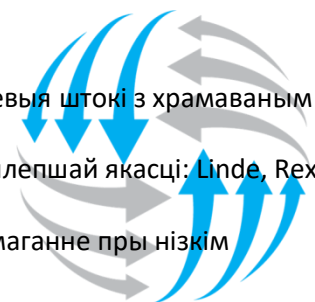 евыя штокі з храмаваным
лепшай якасці: Linde, Rex
маганне пры нізкім